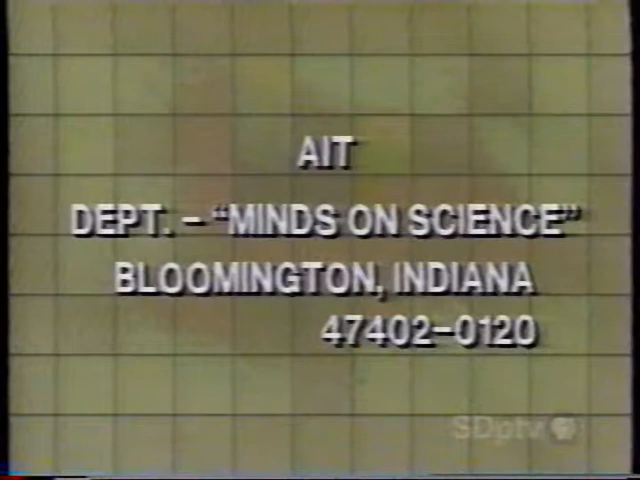 AIT
DEPT. – “MINDS ON SCIENCE”
BLOOMINGTON, INDIANA
47402–0120
SDptv